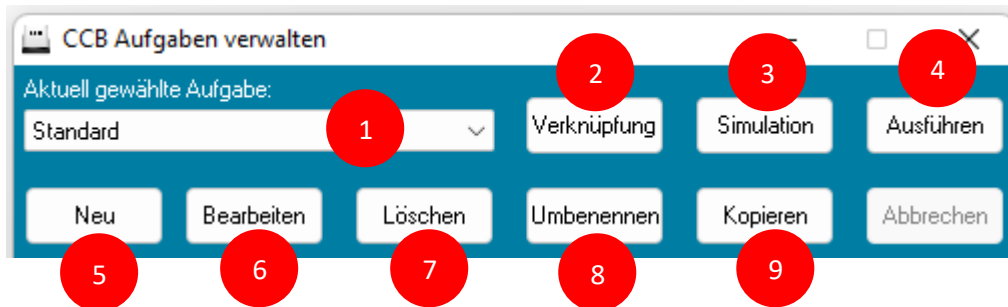 CCB Aufgaben verwalten
Aktuell gewählte Aufgabe:
2
3
4
Standard
1
Verknüpfung
Simulation
Ausführen
Neu
Bearbeiten
Löschen
Umbenennen
Kopieren
Abbrechen
5
6
7
8
9